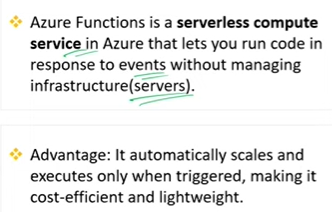 Azure Functions is a serverless compute
service in Azure that lets you run code in
response to events without managing
infrastructure(servers).
Advantage: It automatically scales and
executes only when triggered, making it
cost-efficient and lightweight.